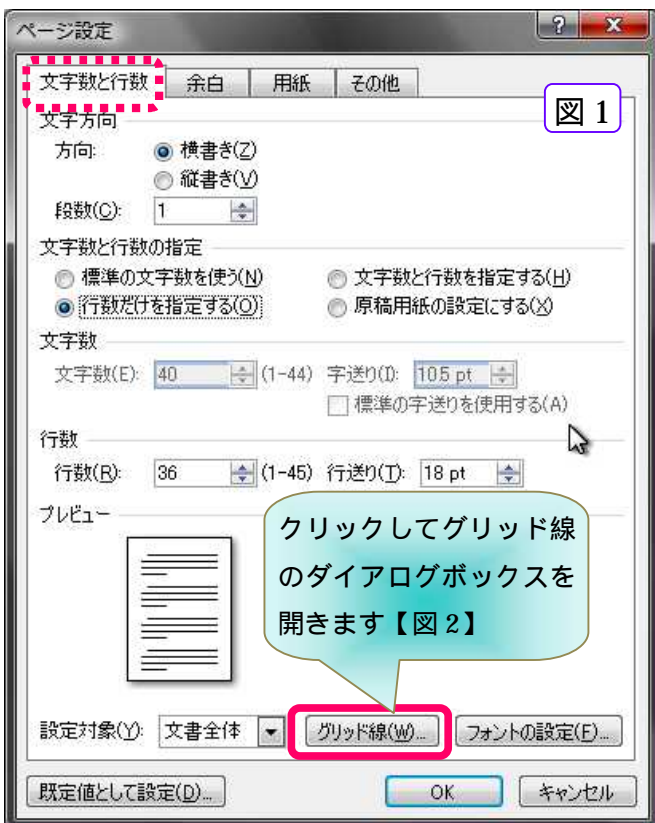 ページ設定
文字数と行数 余白 用紙 その他
図1
文字方向
方向: 横書き(Z)
縦書き(V)
段数(C): 1
文字数と行数の指定
標準の文字数を使う(N) 文字数と行数を指定する(H)
行数だけを指定する(O) 原稿用紙の設定にする(X)
文字数
文字数(E): 40 (1-44) 字送り(I): 10.5 pt
標準の字送りを使用する(A)
行数
行数(R): 36 (1-45) 行送り(T): 18 pt
プレビュー
クリックしてグリッド線
のダイアログボックスを
開きます【図2】
設定対象(Y): 文書全体 グリッド線(W)... フォントの設定(F)...
既定値として設定(D)... OK キャンセル